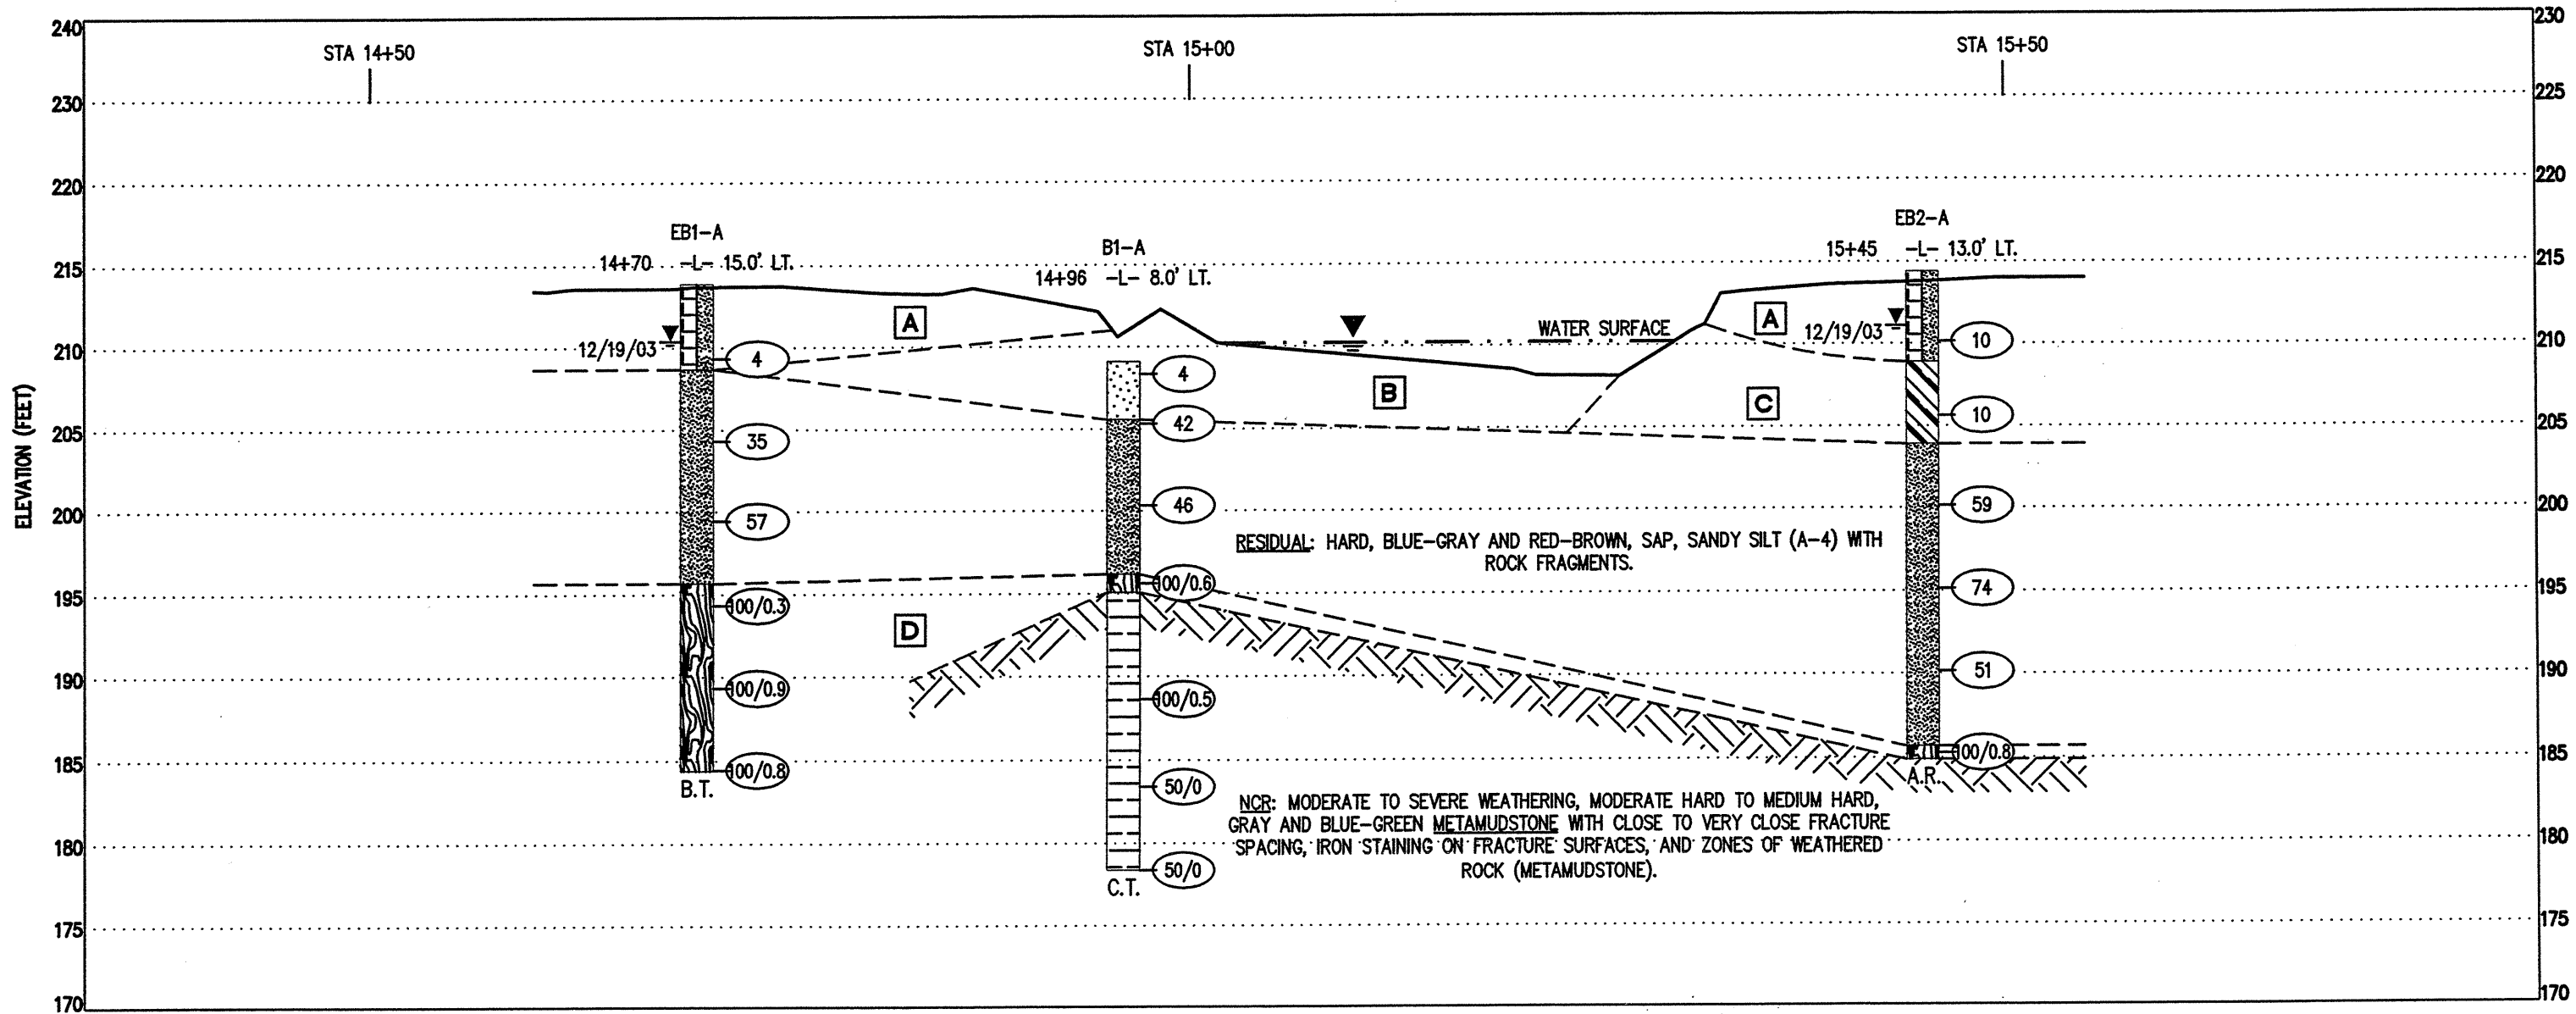 240
230
STA 14+50
STA 15+00
STA 15+50
230
225
220
220
EB1-A
14+70 -L- 15.0' LT.
B1-A
14+96 -L- 8.0' LT.
EB2-A
15+45 -L- 13.0' LT.
215
215
A
A
WATER SURFACE
12/19/03
12/19/03
210
210
4
4
10
B
C
ELEVATION (FEET)
205
205
35
42
10
200
200
57
46
59
RESIDUAL: HARD, BLUE-GRAY AND RED-BROWN, SAP, SANDY SILT (A-4) WITH
ROCK FRAGMENTS.
195
195
100/0.3
100/0.6
74
D
190
190
100/0.9
100/0.5
51
185
185
100/0.8
B.T.
50/0
100/0.8
A.R.
NCR: MODERATE TO SEVERE WEATHERING, MODERATE HARD TO MEDIUM HARD,
GRAY AND BLUE-GREEN METAMUDSTONE WITH CLOSE TO VERY CLOSE FRACTURE
SPACING, IRON STAINING ON FRACTURE SURFACES, AND ZONES OF WEATHERED
ROCK (METAMUDSTONE).
180
180
50/0
C.T.
175
175
170
170